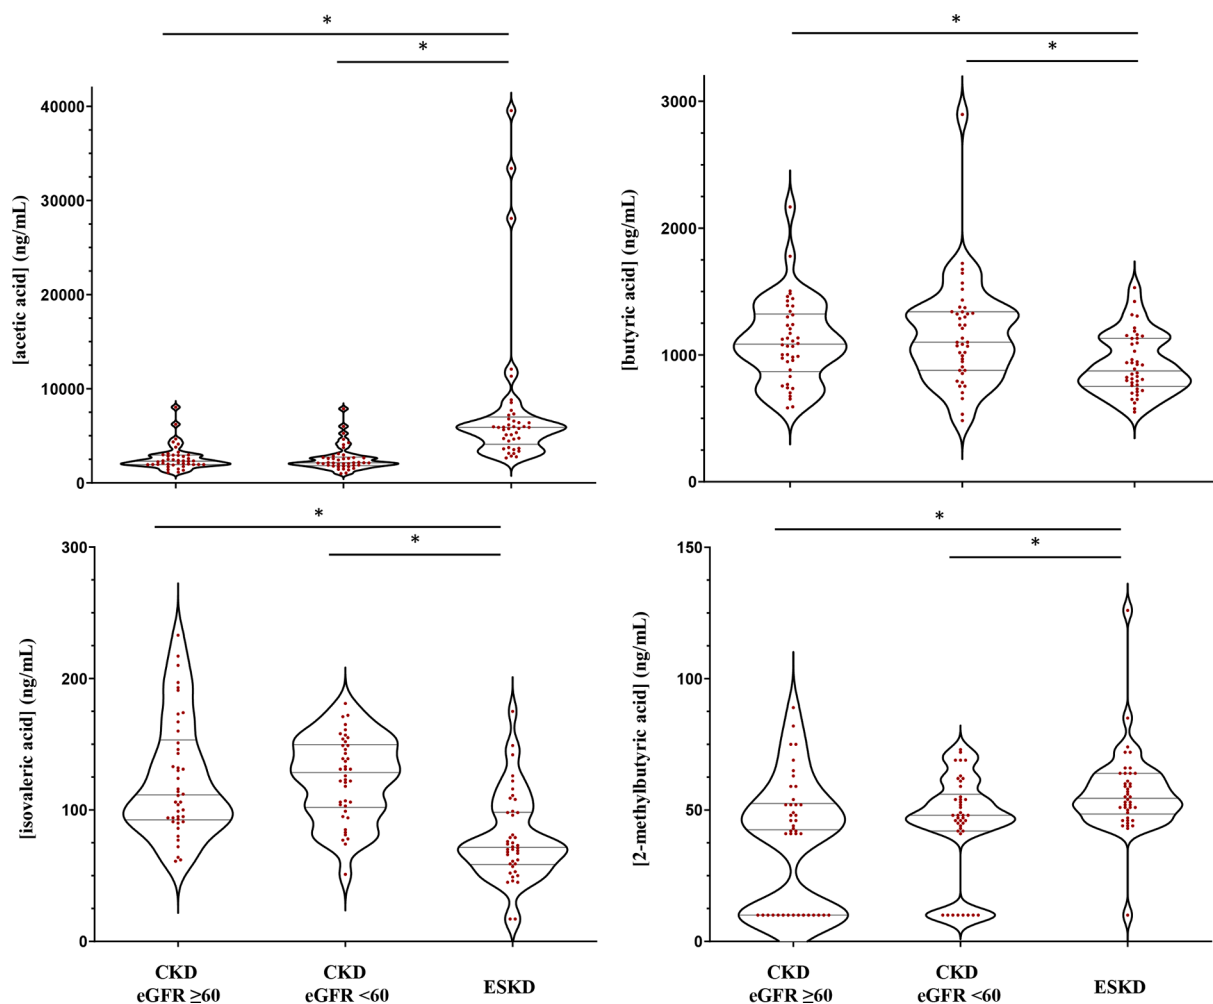 *
*
[acetic acid] (ng/mL)
40000
30000
20000
10000
0
*
*
[butyric acid] (ng/mL)
3000
2000
1000
0
*
*
[isovaleric acid] (ng/mL)
300
200
100
0
CKD
eGFR ≥60
CKD
eGFR <60
ESKD
*
*
[2-methylbutyric acid] (ng/mL)
150
100
50
0
CKD
eGFR ≥60
CKD
eGFR <60
ESKD